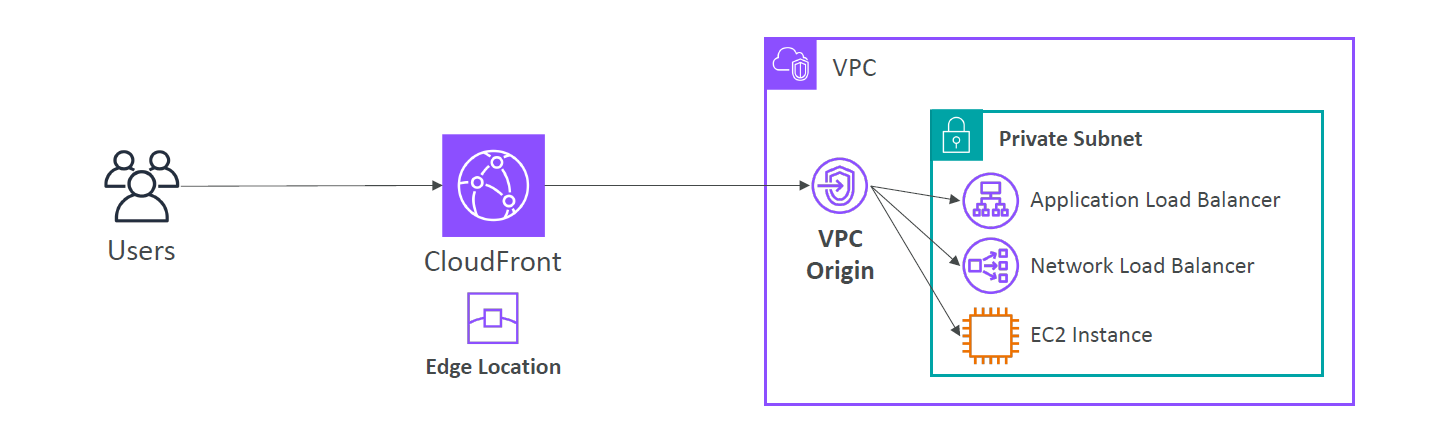 VPC
Private Subnet
Application Load Balancer
Users
CloudFront
VPC
Origin
Network Load Balancer
Edge Location
EC2 Instance